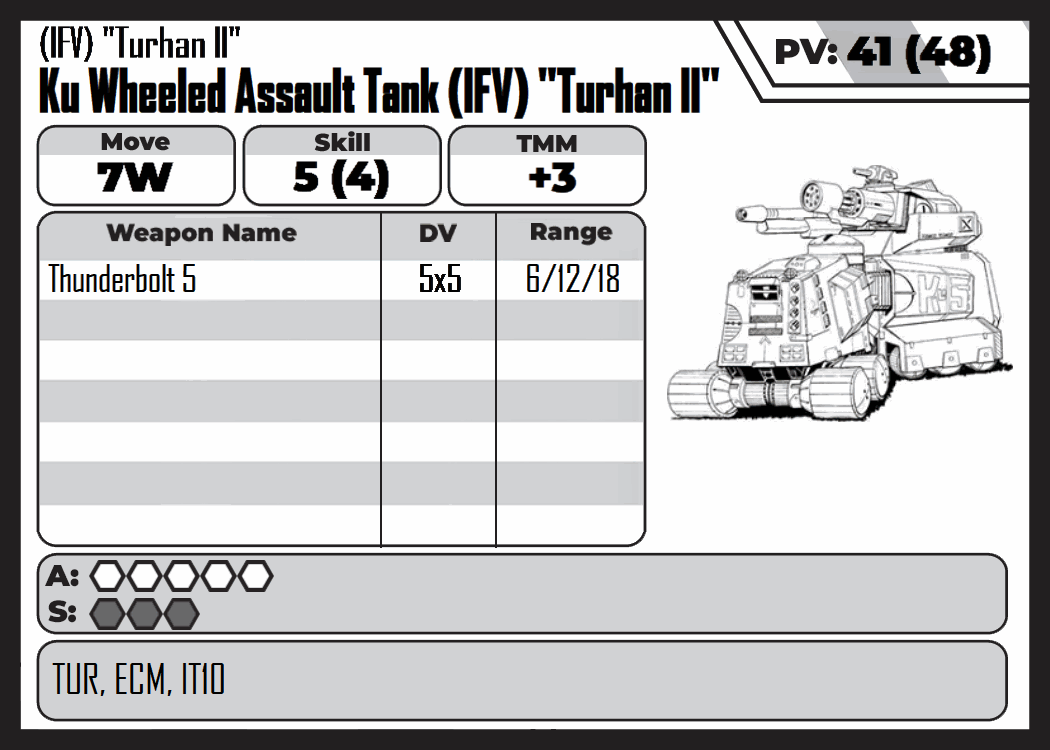 (IFV) "Turhan II"
Ku Wheeled Assault Tank (IFV) "Turhan II"
PV: 41 (48)
Move
7W
Skill
5 (4)
TMM
+3
Weapon Name DV Range
Thunderbolt 5 5x5 6/12/18
A:
S:
TUR, ECM, IT10